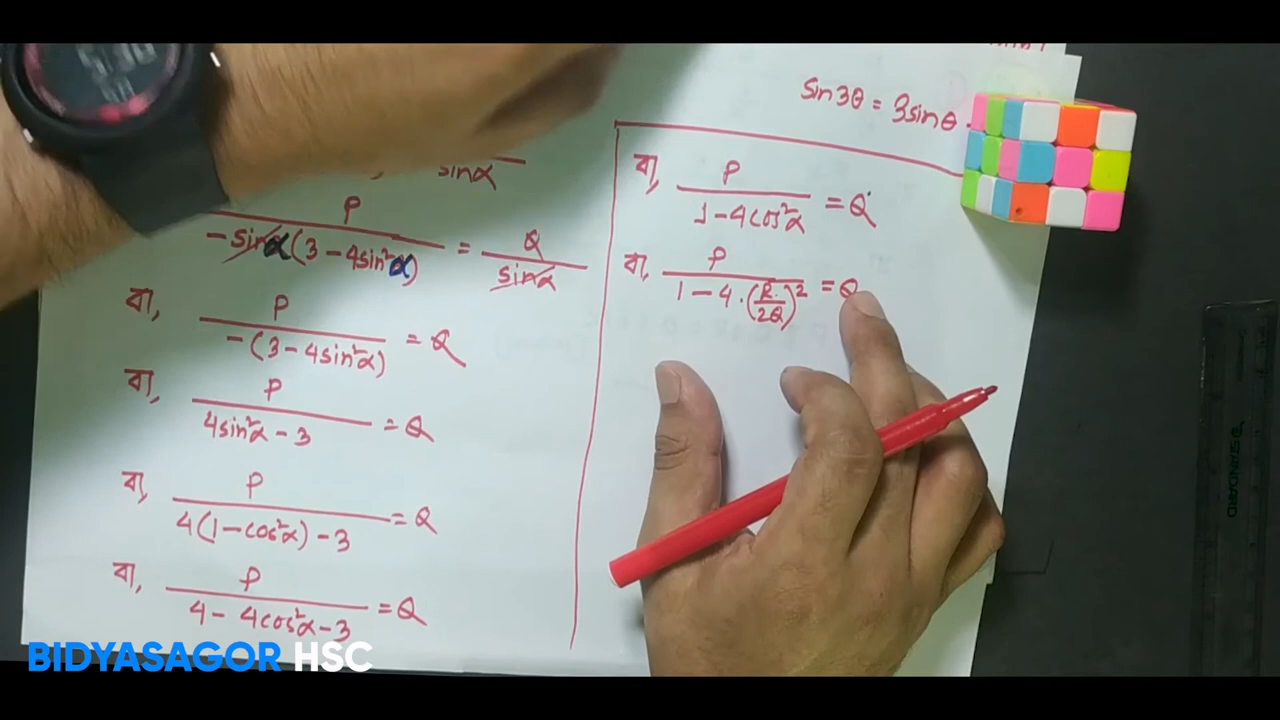 sin3θ = 3sinθ
sinα
P / -sinα(3-4sin²α) = Q / sinα
বা, P / -(3-4sin²α) = Q
বা, P / 4sin²α-3 = Q
বা, P / 4(1-cos²α)-3 = Q
বা, P / 4-4cos²α-3 = Q
বা, P / 1-4cos²α = Q
বা, P / 1-4·(R/2Q)² = Q
BIDYASAGOR HSC